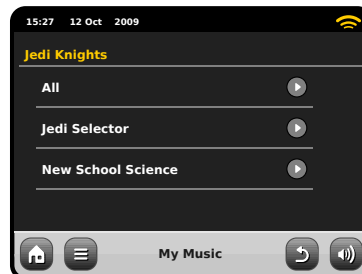 15:27 12 Oct 2009
Jedi Knights
All
Jedi Selector
New School Science
My Music